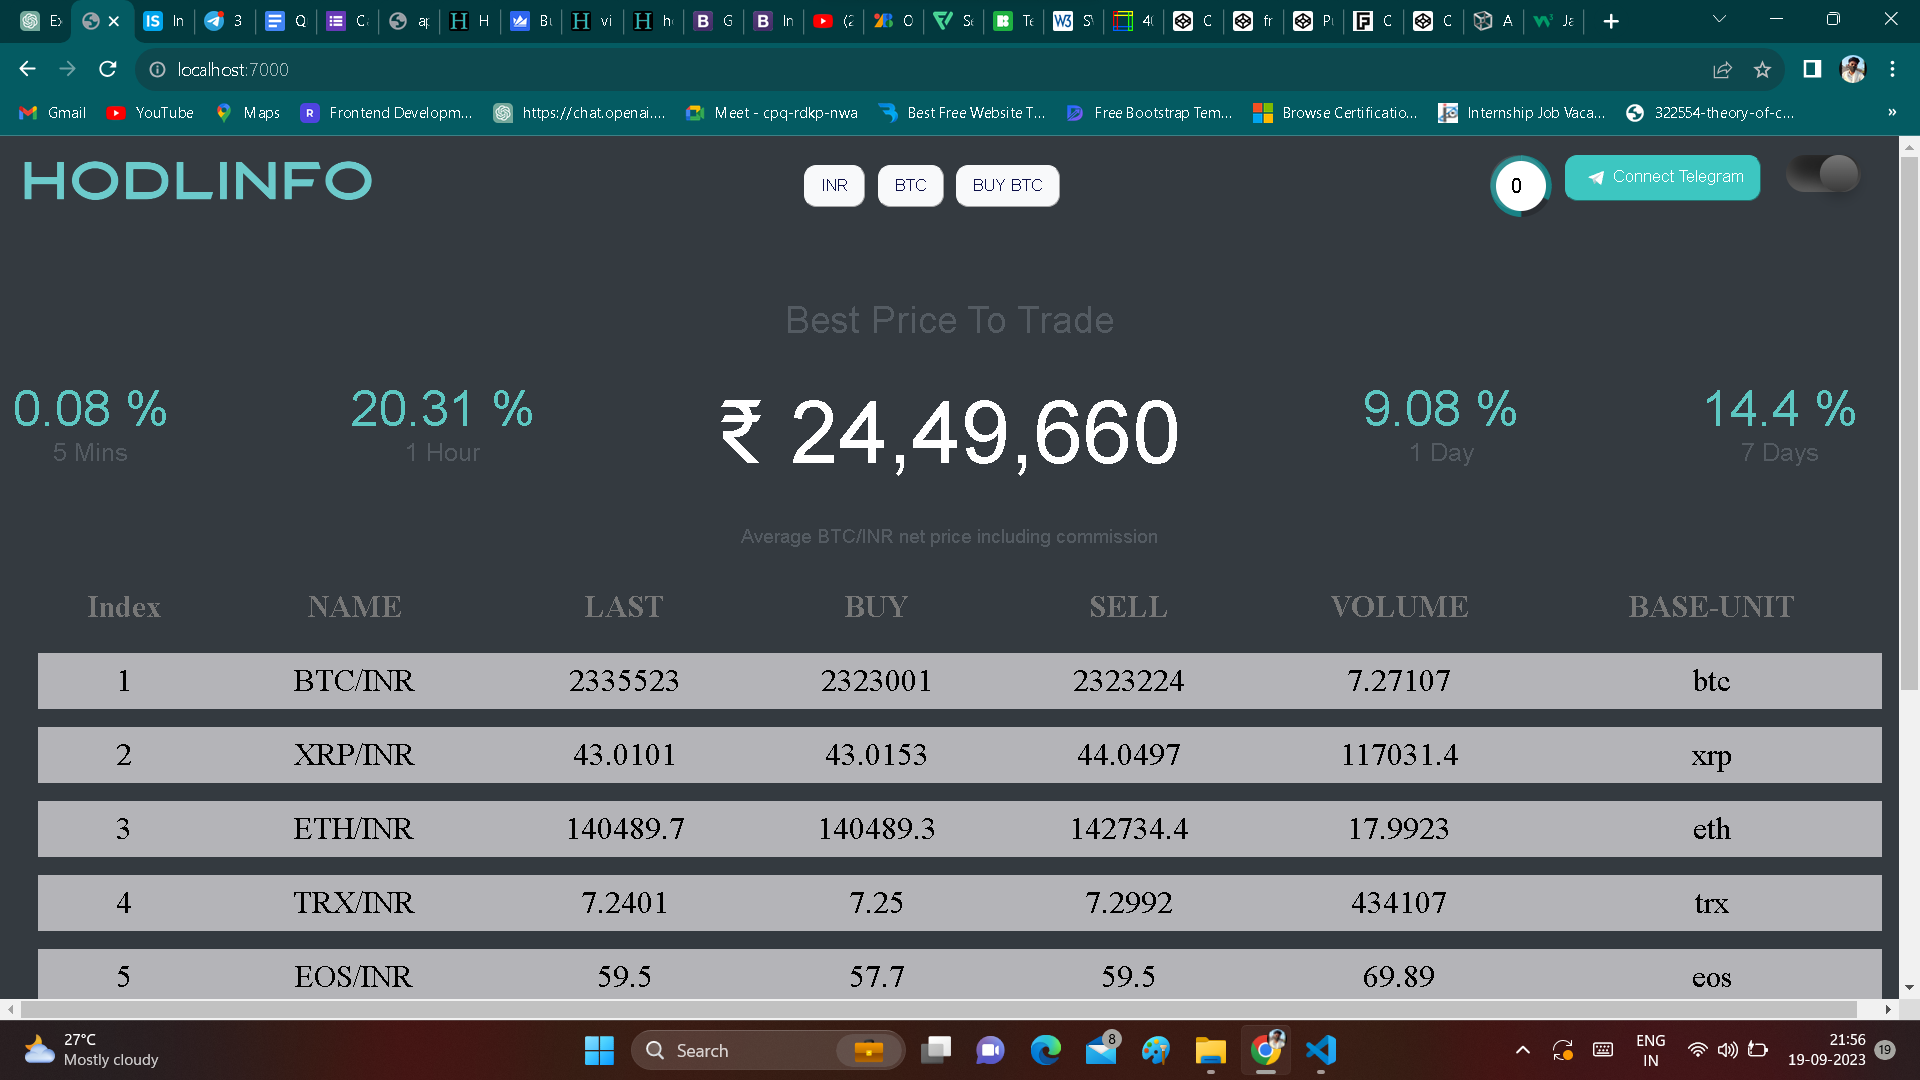 Ex In 3 Q Ca ap H Bu vi ho G In (2 O Sc Te SV 40 C fr Pu C C A Ja
localhost:7000
Gmail YouTube Maps Frontend Developm... https://chat.openai.... Meet - cpq-rdkp-nwa Best Free Website T... Free Bootstrap Tem... Browse Certificatio... Internship Job Vaca... 322554-theory-of-c... »
HODLINFO INR BTC BUY BTC 0 Connect Telegram
Best Price To Trade
0.08 % 20.31 % ₹ 24,49,660 9.08 % 14.4 %
5 Mins 1 Hour 1 Day 7 Days
Average BTC/INR net price including commission
Index NAME LAST BUY SELL VOLUME BASE-UNIT
1 BTC/INR 2335523 2323001 2323224 7.27107 btc
2 XRP/INR 43.0101 43.0153 44.0497 117031.4 xrp
3 ETH/INR 140489.7 140489.3 142734.4 17.9923 eth
4 TRX/INR 7.2401 7.25 7.2992 434107 trx
5 EOS/INR 59.5 57.7 59.5 69.89 eos
27°C
Mostly cloudy
Search
8
ENG
IN
21:56
19-09-2023
19